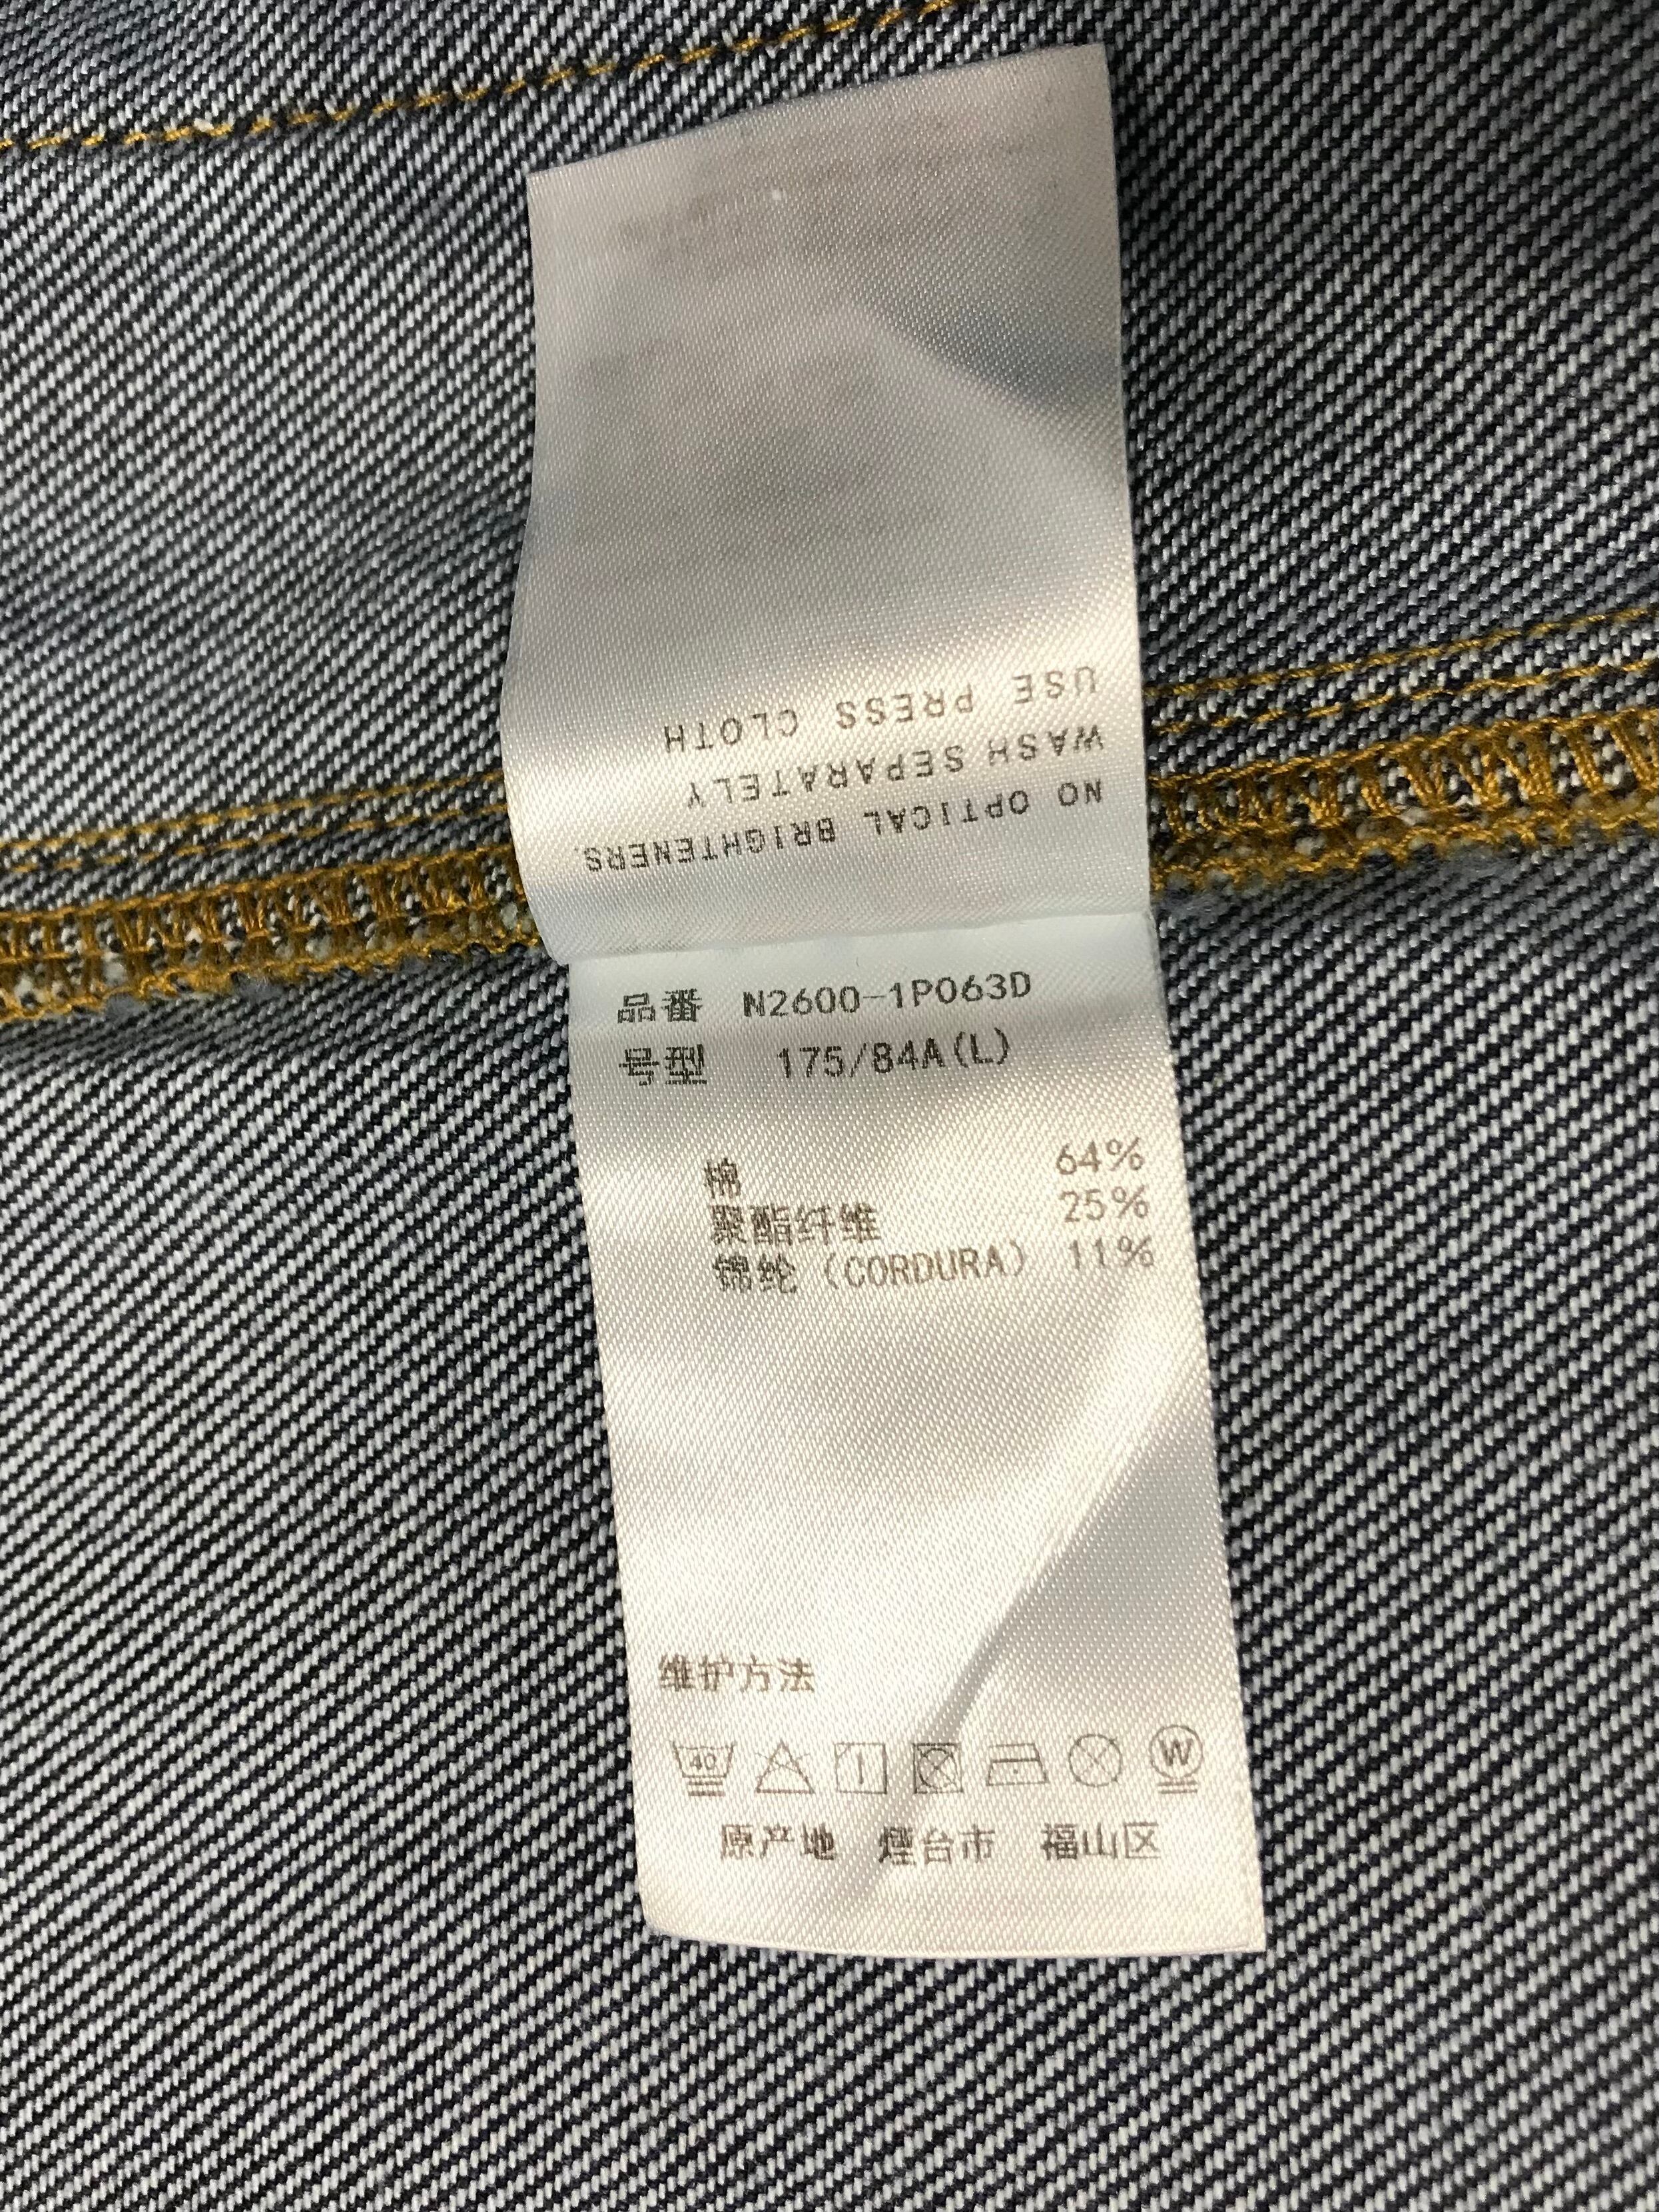 USE PRESS CLOTH
WASH SEPARATELY
NO OPTICAL BRIGHTENERS.
品番 N2600-1P063D
号型 175/84A(L)
棉 64%
聚酯纤维 25%
锦纶（CORDURA） 11%
维护方法
40 W
原产地 煙台市 福山区